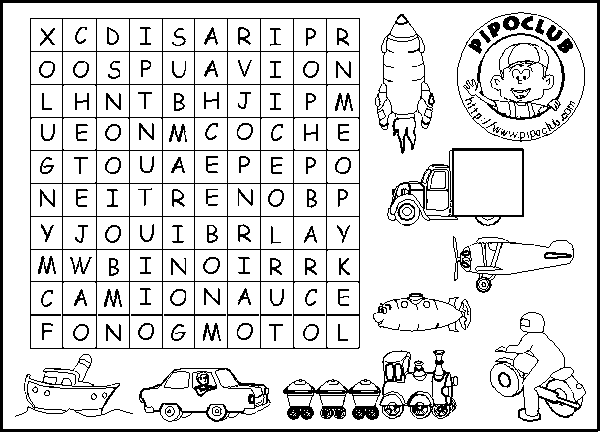 X C D I S A R I P R
O O S P U A V I O N
L H N T B H J I P M
U E O N M C O C H E
G T O U A E P E P O
N E I T R E N O B P
Y J O U I B R L A Y
M W B I N O I R R K
C A M I O N A U C E
F O N O G M O T O L
PIPOCLUB
http://www.pipoclub.com